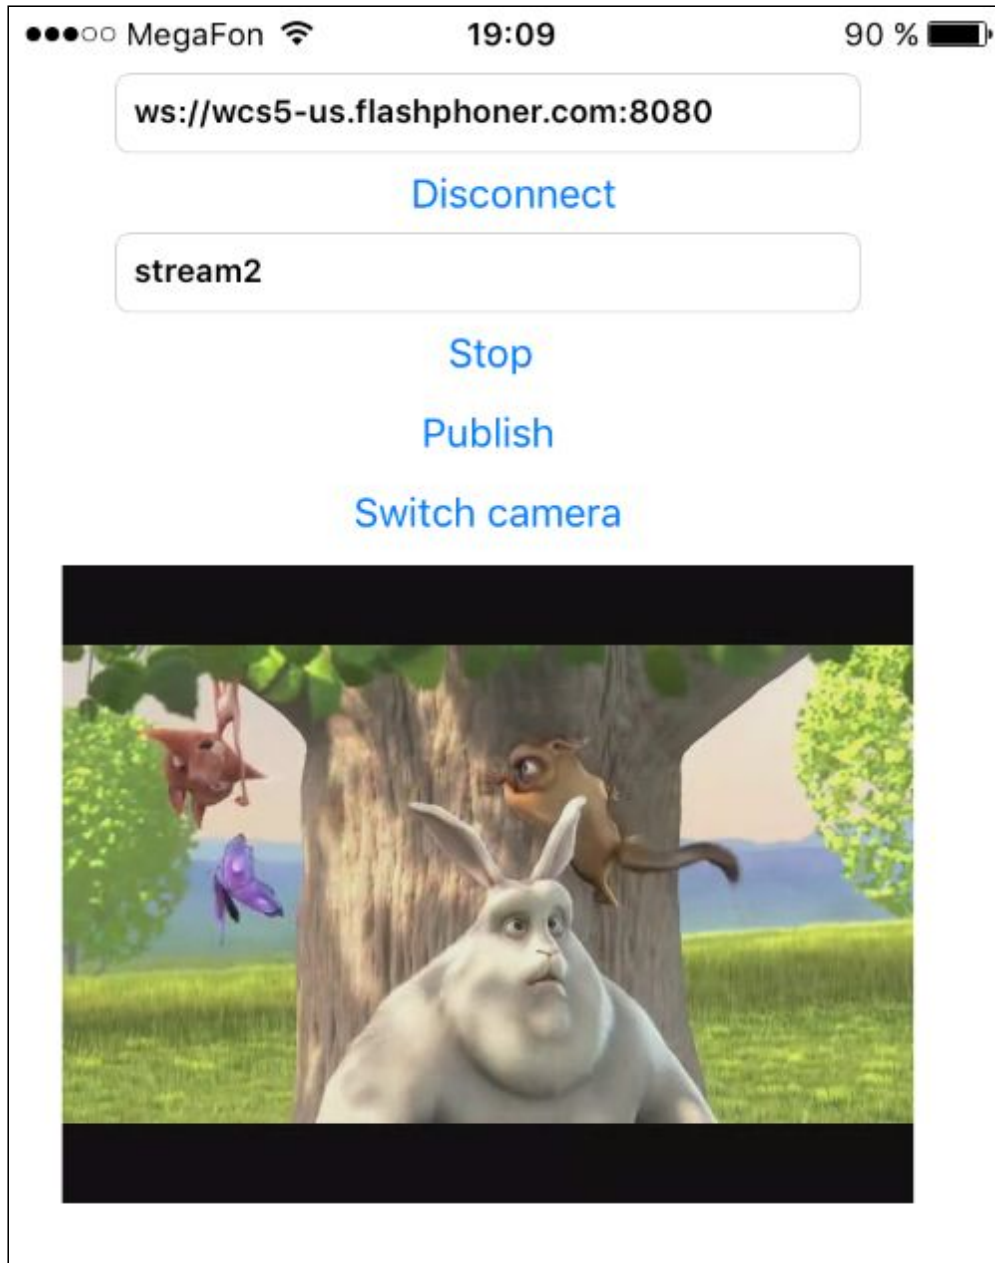 MegaFon 19:09 90 %
ws://wcs5-us.flashphoner.com:8080
Disconnect
stream2
Stop
Publish
Switch camera